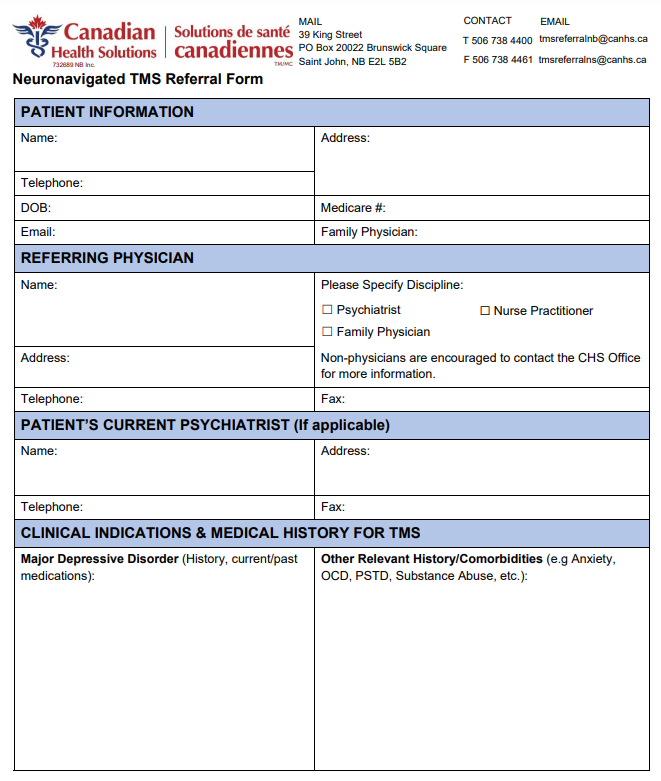 Canadian
Health Solutions
732689 NB Inc.
Solutions de santé
canadiennes
TM/MC
MAIL
39 King Street
PO Box 20022 Brunswick Square
Saint John, NB E2L 5B2
CONTACT
T 506 738 4400
F 506 738 4461
EMAIL
tmsreferralnb@canhs.ca
tmsreferralns@canhs.ca
Neuronavigated TMS Referral Form
PATIENT INFORMATION
Name:
Address:
Telephone:
DOB:
Medicare #:
Email:
Family Physician:
REFERRING PHYSICIAN
Name:
Please Specify Discipline:
☐ Psychiatrist
☐ Nurse Practitioner
☐ Family Physician
Address:
Non-physicians are encouraged to contact the CHS Office
for more information.
Telephone:
Fax:
PATIENT'S CURRENT PSYCHIATRIST (If applicable)
Name:
Address:
Telephone:
Fax:
CLINICAL INDICATIONS & MEDICAL HISTORY FOR TMS
Major Depressive Disorder (History, current/past
medications):
Other Relevant History/Comorbidities (e.g Anxiety,
OCD, PSTD, Substance Abuse, etc.):